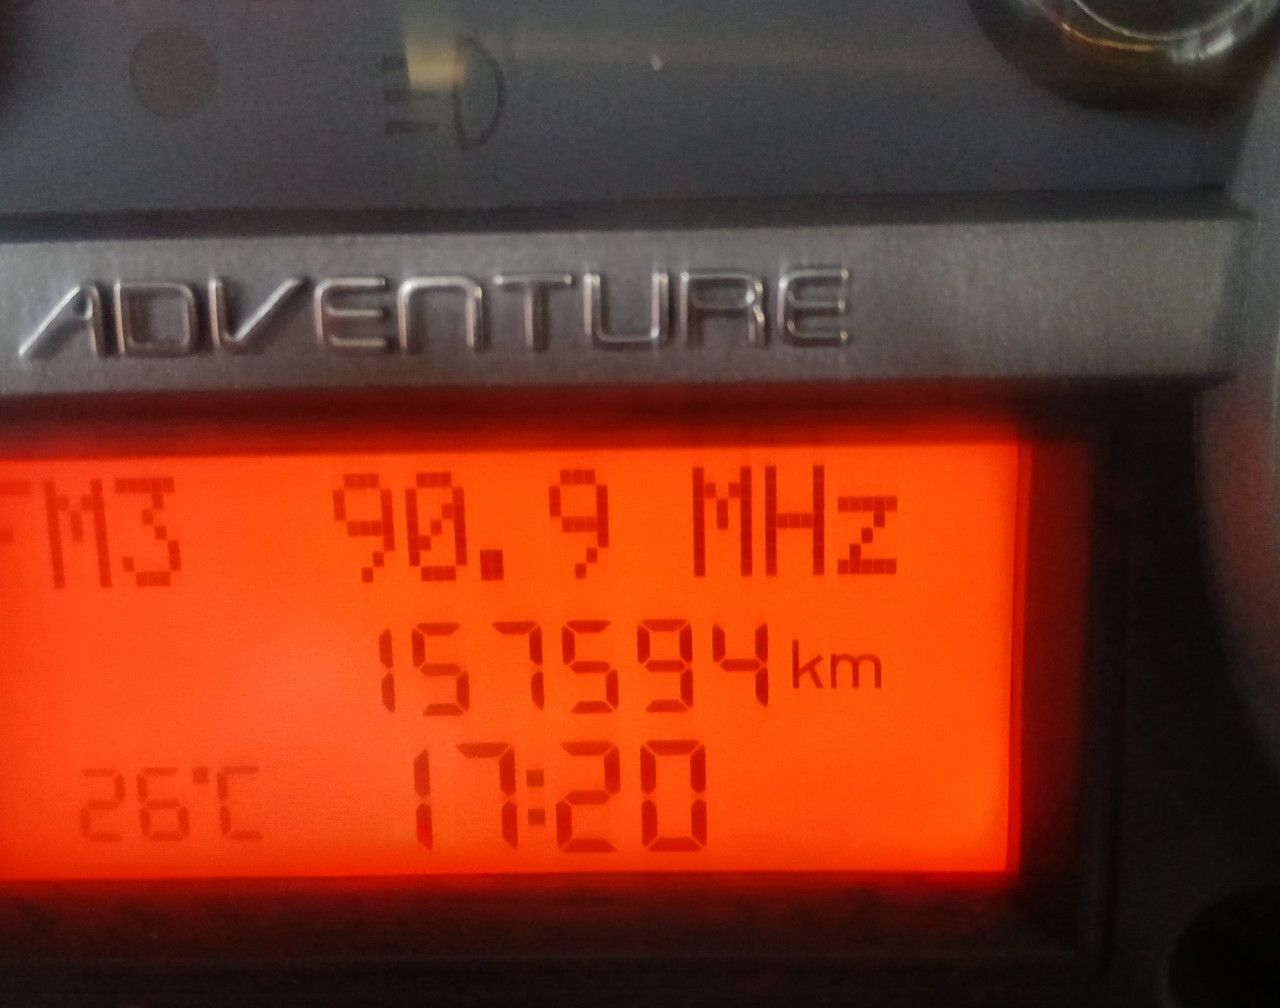 ADVENTURE
FM3 90.9 MHz
157594 km
26°C 17:20